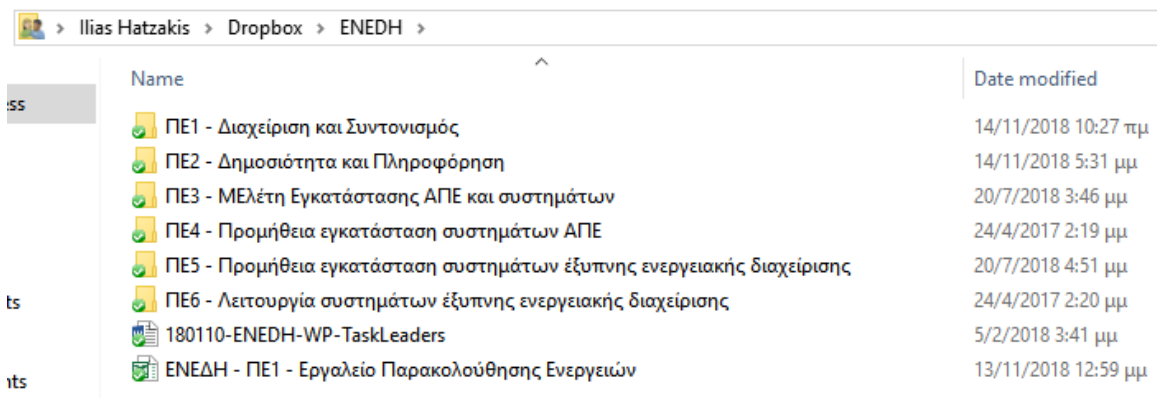 Ilias Hatzakis > Dropbox > ENEDH >
Name Date modified
ΠΕ1 - Διαχείριση και Συντονισμός 14/11/2018 10:27 πμ
ΠΕ2 - Δημοσιότητα και Πληροφόρηση 14/11/2018 5:31 μμ
ΠΕ3 - ΜΕλέτη Εγκατάστασης ΑΠΕ και συστημάτων 20/7/2018 3:46 μμ
ΠΕ4 - Προμήθεια εγκατάσταση συστημάτων ΑΠΕ 24/4/2017 2:19 μμ
ΠΕ5 - Προμήθεια εγκατάσταση συστημάτων έξυπνης ενεργειακής διαχείρισης 20/7/2018 4:51 μμ
ΠΕ6 - Λειτουργία συστημάτων έξυπνης ενεργειακής διαχείρισης 24/4/2017 2:20 μμ
180110-ENEDH-WP-TaskLeaders 5/2/2018 3:41 μμ
ΕΝΕΔΗ - ΠΕ1 - Εργαλείο Παρακολούθησης Ενεργειών 13/11/2018 12:59 μμ